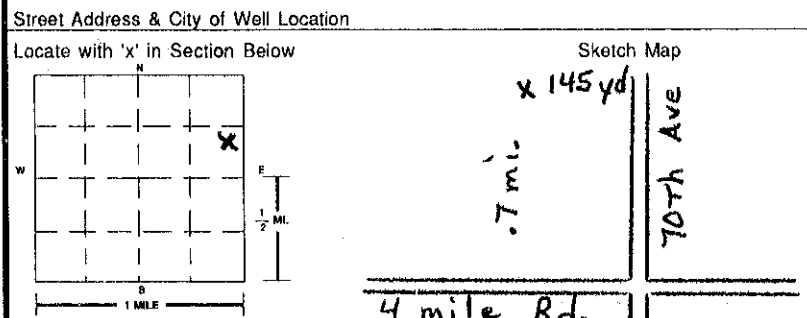 Street Address & City of Well Location
Locate with 'x' in Section Below
Sketch Map
N
x 145 yd
x
W
E
.7 mi.
70Th Ave
1/2 MI.
S
1 MILE
4 mile Rd.